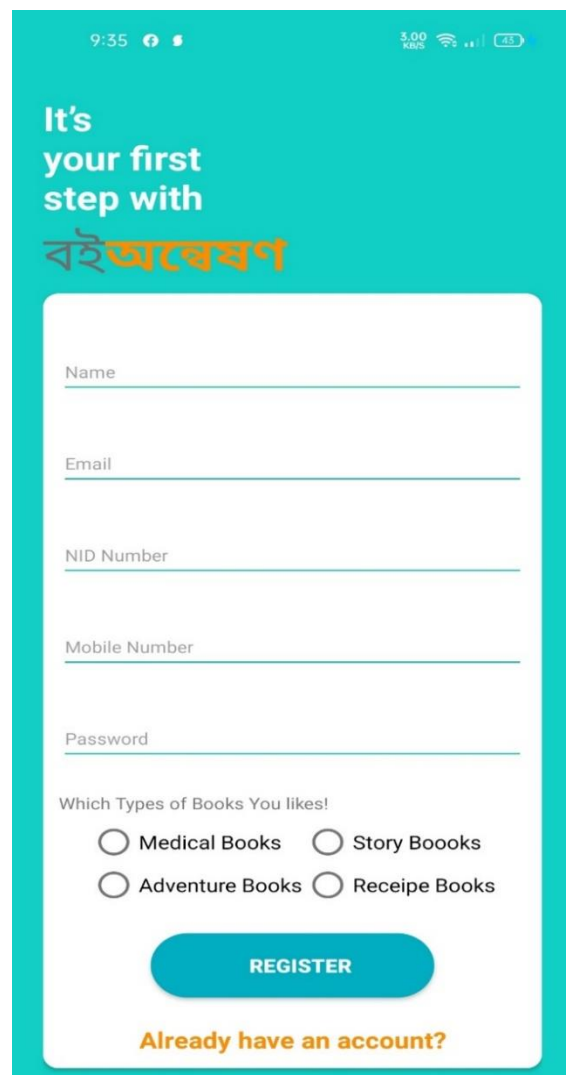 9:35 3.00 KB/S 43
It's
your first
step with
বইঅন্বেষণ
Name
Email
NID Number
Mobile Number
Password
Which Types of Books You likes!
Medical Books Story Boooks
Adventure Books Receipe Books
REGISTER
Already have an account?